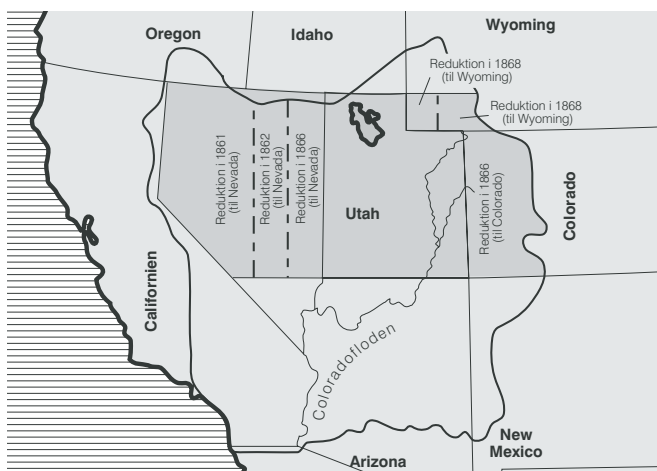 Oregon
Idaho
Wyoming
Reduktion i 1868
(til Wyoming)
Reduktion i 1868
(til Wyoming)
Reduktion i 1861
(til Nevada)
Reduktion i 1862
(til Nevada)
Reduktion i 1866
(til Nevada)
Utah
Reduktion i 1866
(til Colorado)
Colorado
Californien
Coloradofloden
New
Mexico
Arizona